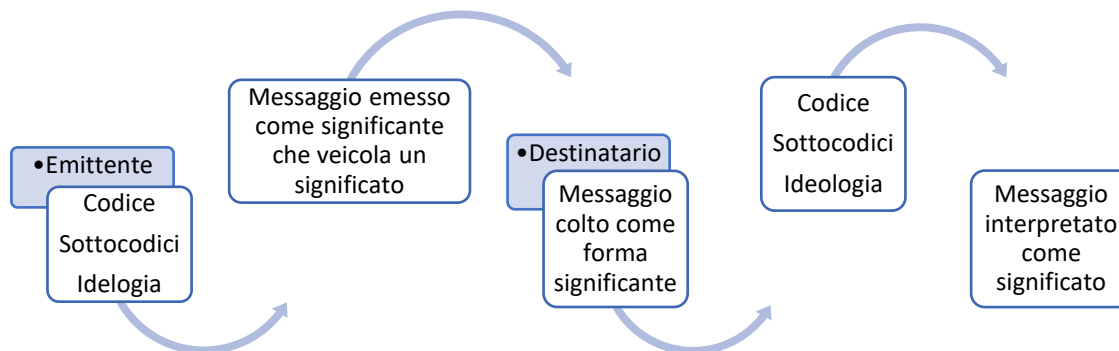 •Emittente
Codice
Sottocodici
Idelogia
Messaggio emesso
come significante
che veicola un
significato
•Destinatario
Messaggio
colto come
forma
significante
Codice
Sottocodici
Ideologia
Messaggio
interpretato
come
significato